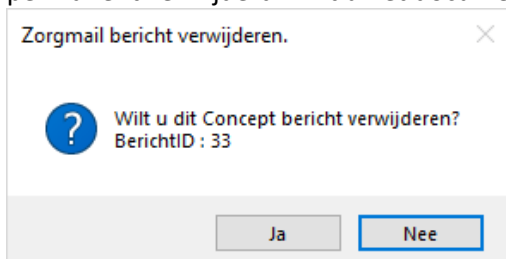 Zorgmail bericht verwijderen.
Wilt u dit Concept bericht verwijderen?
BerichtID : 33
Ja Nee